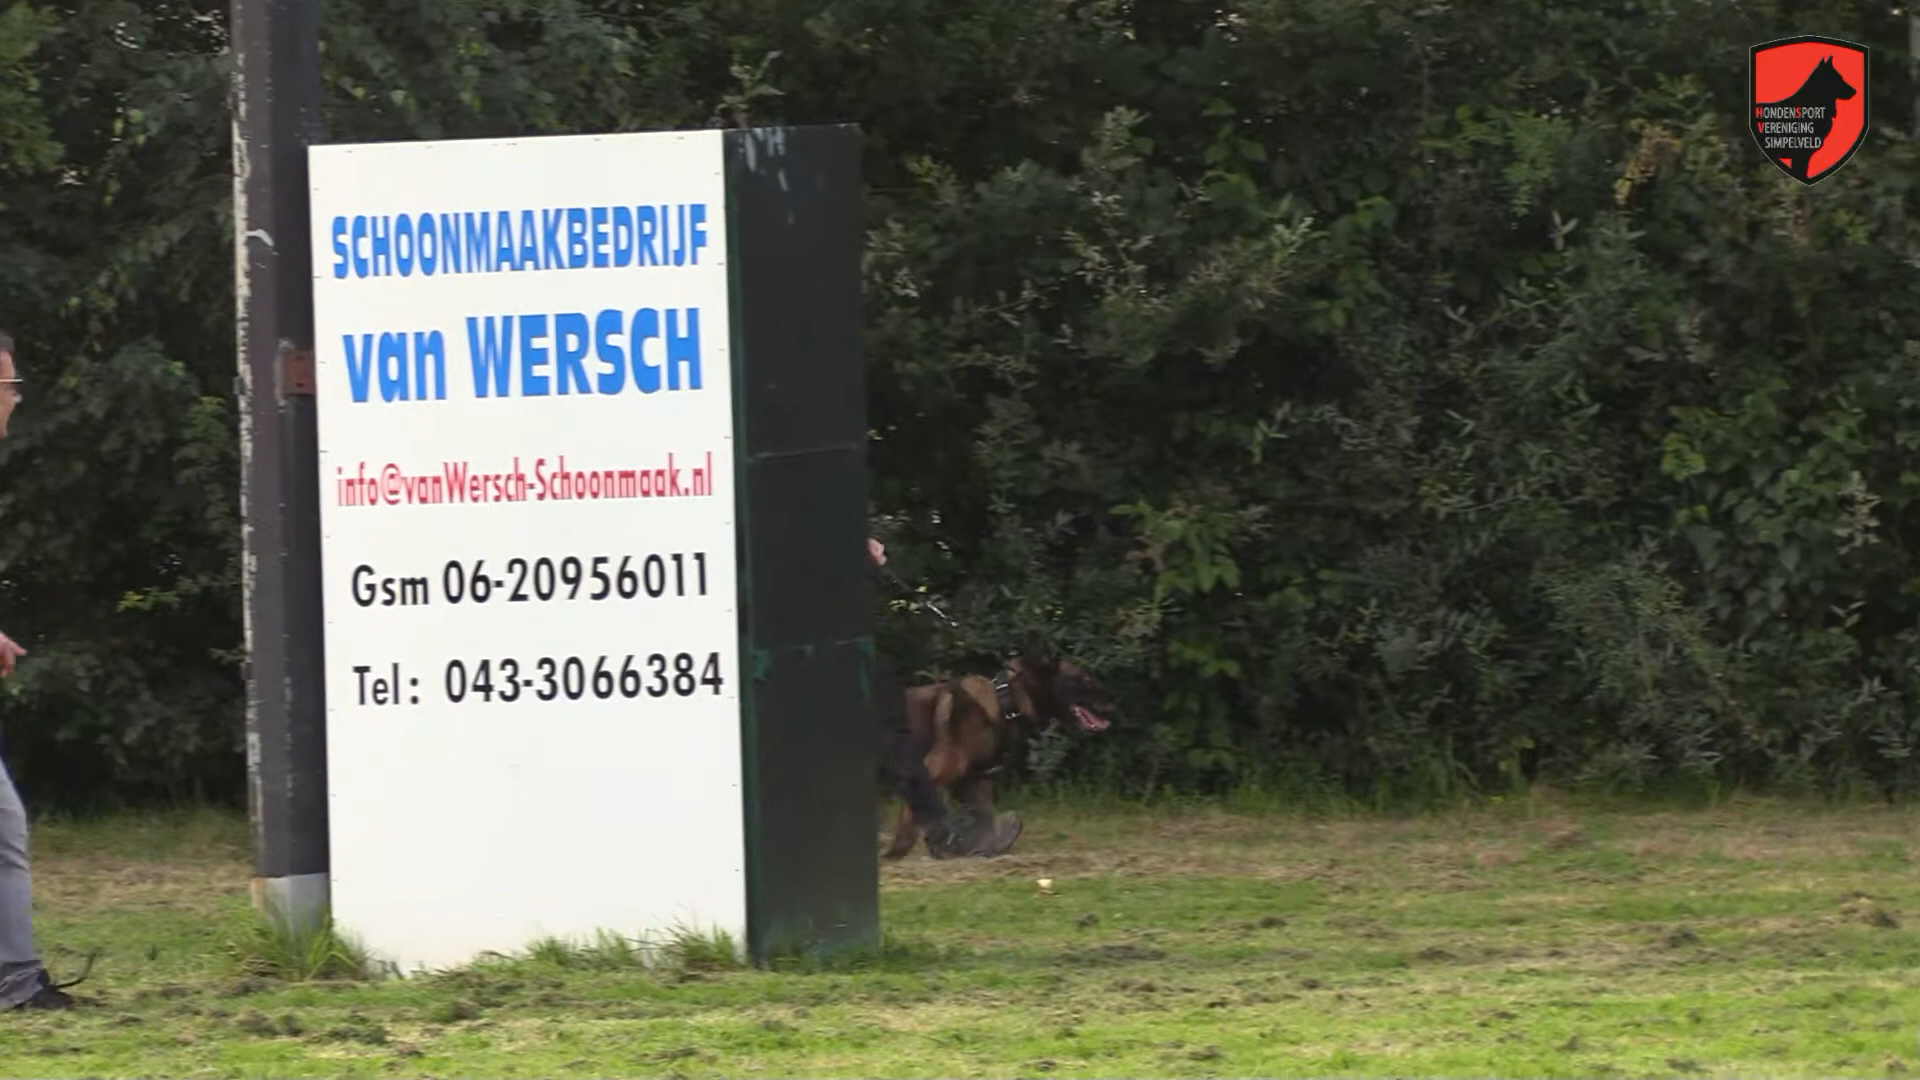 SCHOONMAAKBEDRIJF
van WERSCH
info@vanWersch-Schoonmaak.nl
Gsm 06-20956011
Tel: 043-3066384
HONDENSPORT
VERENIGING
SIMPELVELD